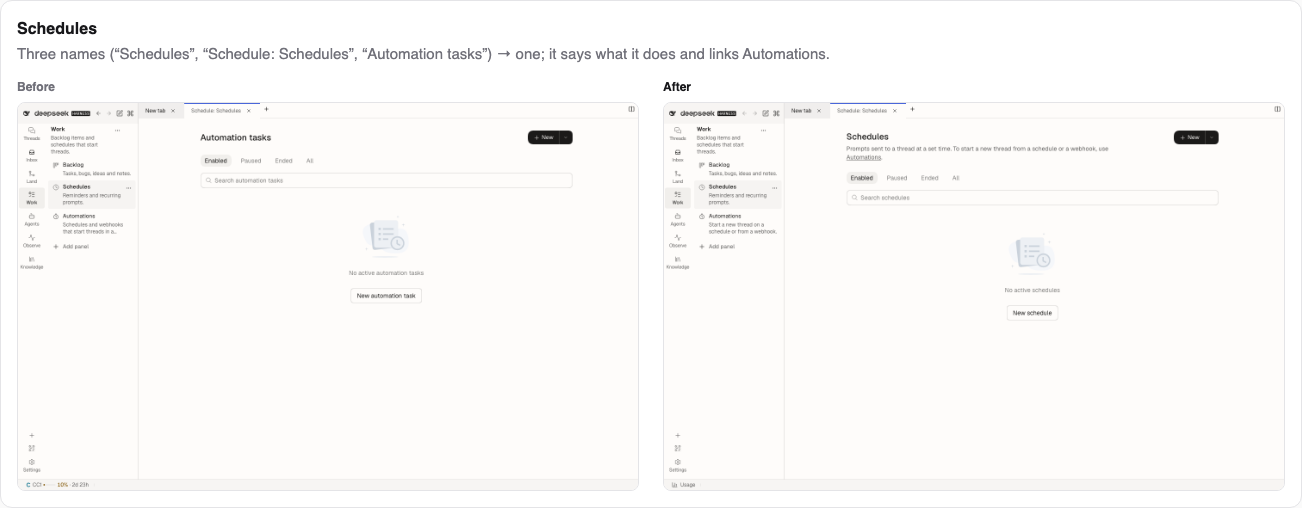 Schedules
Three names (“Schedules”, “Schedule: Schedules”, “Automation tasks”) → one; it says what it does and links Automations.
Before
deepseek
New tab
Schedule: Schedules
Threads
Inbox
Land
Work
Agents
Observe
Knowledge
Settings
Work
Backlog items and
schedules that start
threads.
Backlog
Tasks, bugs, ideas and notes.
Schedules
Reminders and recurring
prompts.
Automations
Schedules and webhooks
that start threads in a...
Add panel
Automation tasks
New
Enabled
Paused
Ended
All
Search automation tasks
No active automation tasks
New automation task
10% · 2d 23h
After
deepseek
New tab
Schedule: Schedules
Threads
Inbox
Land
Work
Agents
Observe
Knowledge
Settings
Work
Backlog items and
schedules that start
threads.
Backlog
Tasks, bugs, ideas and notes.
Schedules
Reminders and recurring
prompts.
Automations
Start a new thread on a
schedule or from a webhook.
Add panel
Schedules
Prompts sent to a thread at a set time. To start a new thread from a schedule or a webhook, use
Automations.
New
Enabled
Paused
Ended
All
Search schedules
No active schedules
New schedule
Usage